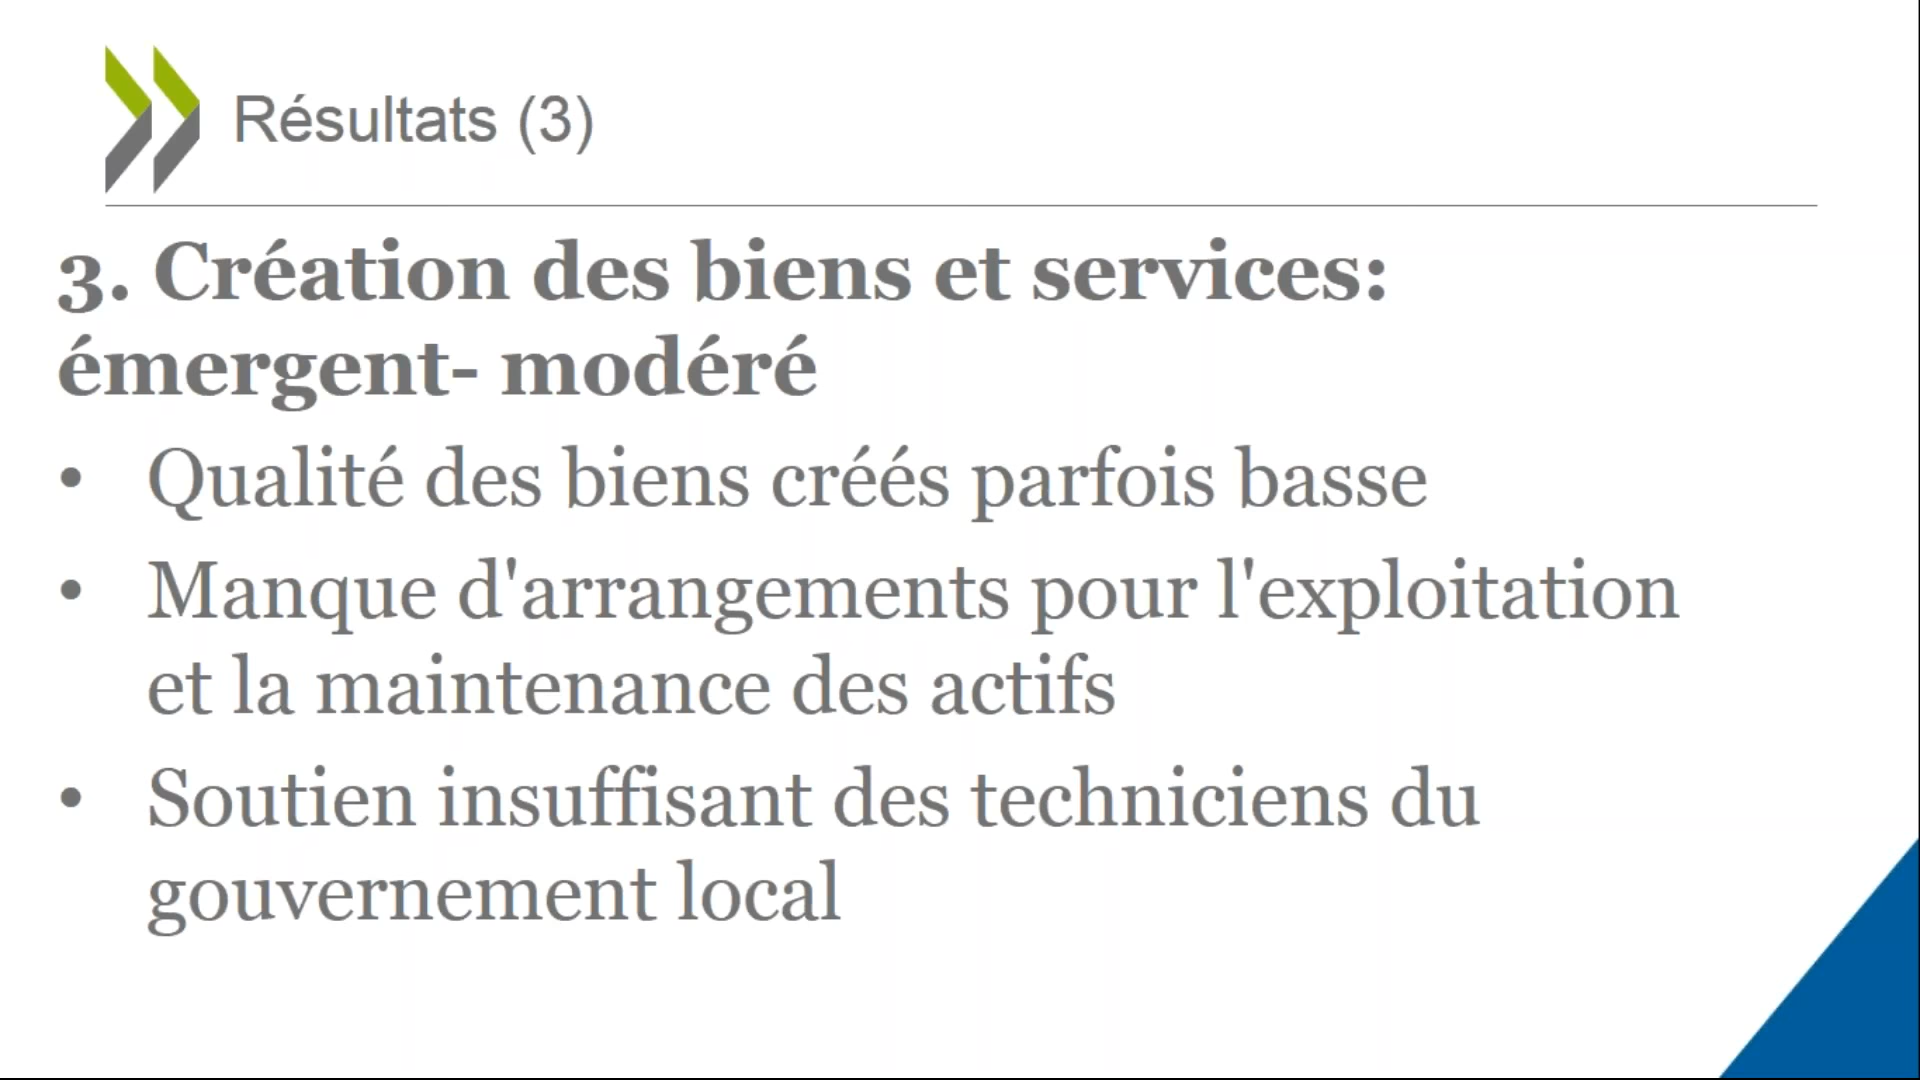 Résultats (3)
3. Création des biens et services:
émergent- modéré
• Qualité des biens créés parfois basse
• Manque d'arrangements pour l'exploitation
et la maintenance des actifs
• Soutien insuffisant des techniciens du
gouvernement local